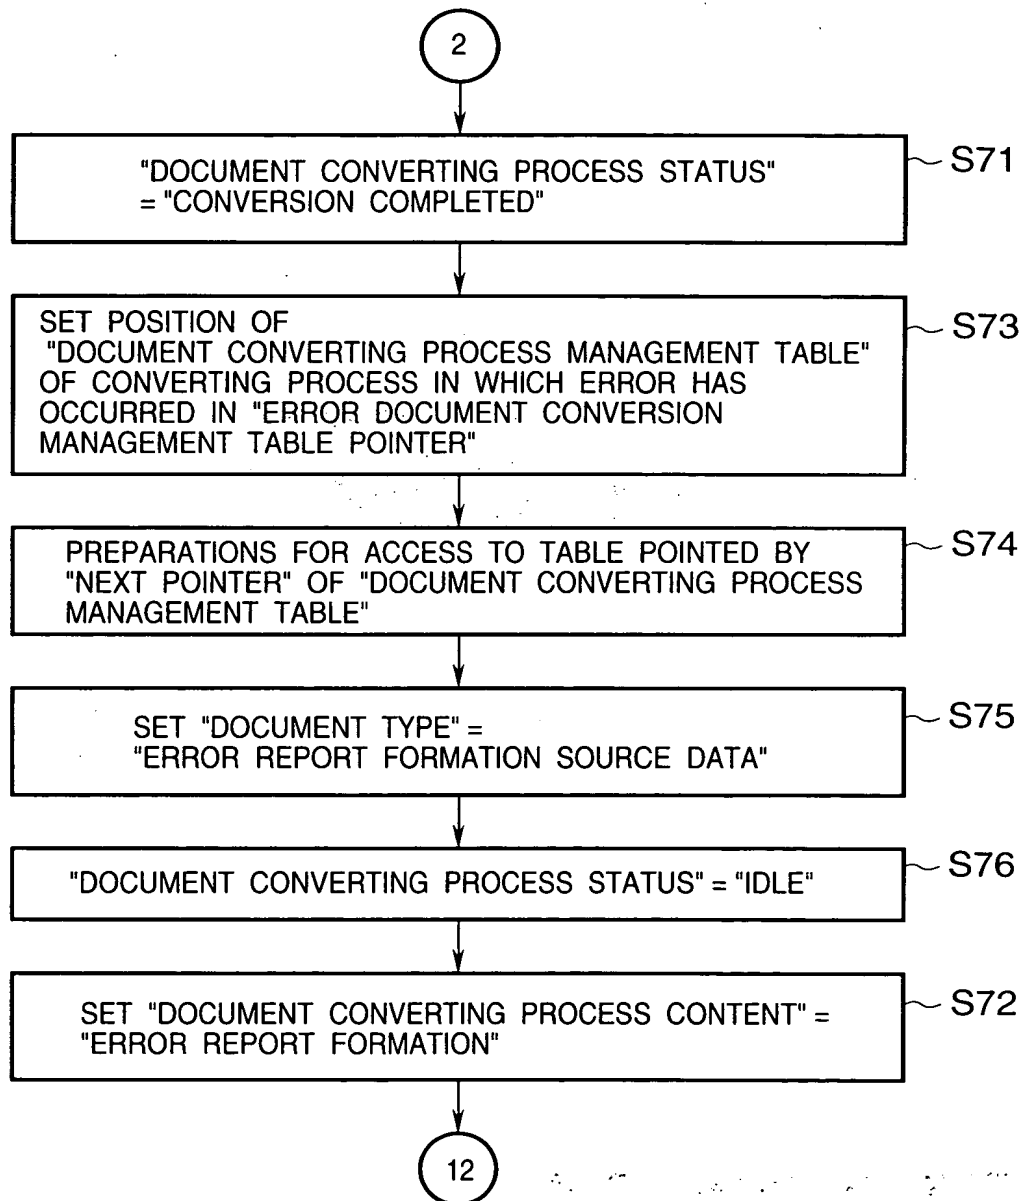 2
"DOCUMENT CONVERTING PROCESS STATUS"
= "CONVERSION COMPLETED"
S71
SET POSITION OF
"DOCUMENT CONVERTING PROCESS MANAGEMENT TABLE"
OF CONVERTING PROCESS IN WHICH ERROR HAS
OCCURRED IN "ERROR DOCUMENT CONVERSION
MANAGEMENT TABLE POINTER"
S73
PREPARATIONS FOR ACCESS TO TABLE POINTED BY
"NEXT POINTER" OF "DOCUMENT CONVERTING PROCESS
MANAGEMENT TABLE"
S74
SET "DOCUMENT TYPE" =
"ERROR REPORT FORMATION SOURCE DATA"
S75
"DOCUMENT CONVERTING PROCESS STATUS" = "IDLE"
S76
SET "DOCUMENT CONVERTING PROCESS CONTENT" =
"ERROR REPORT FORMATION"
S72
12